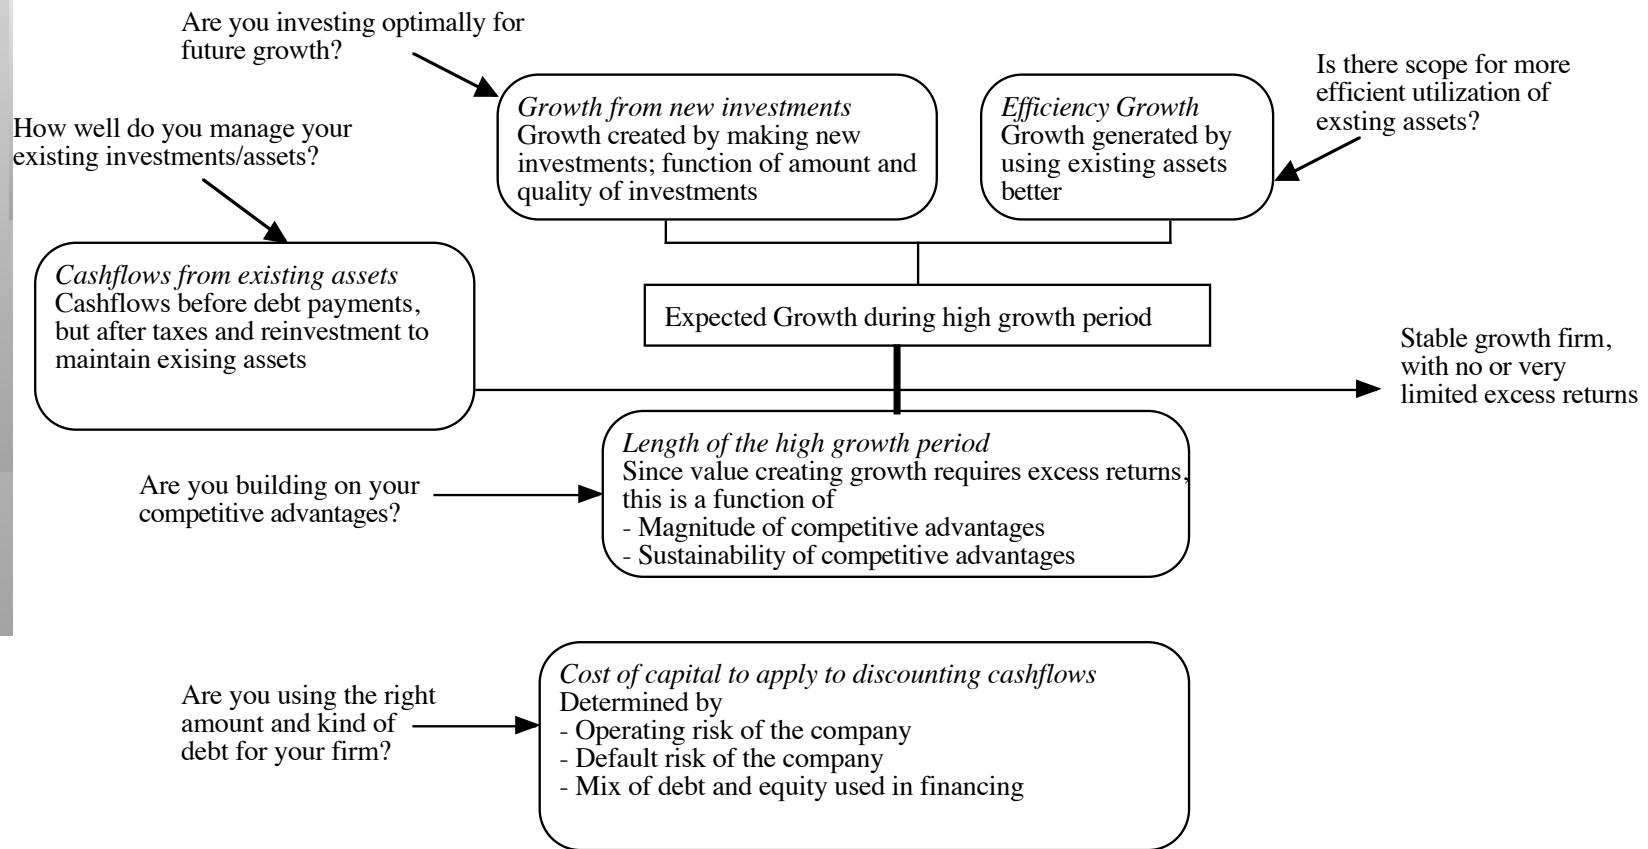 Are you investing optimally for
future growth?
Is there scope for more
efficient utilization of
exsting assets?
Growth from new investments
Growth created by making new
investments; function of amount and
quality of investments
Efficiency Growth
Growth generated by
using existing assets
better
How well do you manage your
existing investments/assets?
Cashflows from existing assets
Cashflows before debt payments,
but after taxes and reinvestment to
maintain exising assets
Expected Growth during high growth period
Stable growth firm,
with no or very
limited excess returns
Length of the high growth period
Since value creating growth requires excess returns,
this is a function of
- Magnitude of competitive advantages
- Sustainability of competitive advantages
Are you building on your
competitive advantages?
Cost of capital to apply to discounting cashflows
Determined by
- Operating risk of the company
- Default risk of the company
- Mix of debt and equity used in financing
Are you using the right
amount and kind of
debt for your firm?